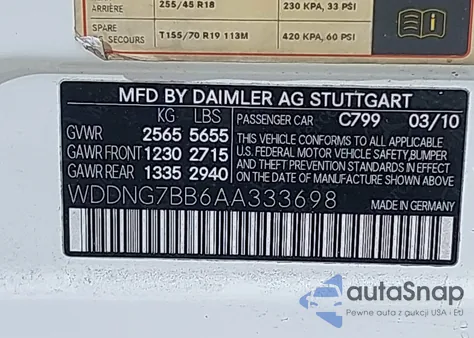 ARRIÈRE 255/45 R18 230 KPA, 33 PSI
SPARE
SECOURS T155/70 R19 113M 420 KPA, 60 PSI
MFD BY DAIMLER AG STUTTGART
KG LBS PASSENGER CAR C799 03/10
GVWR 2565 5655
GAWR FRONT 1230 2715
GAWR REAR 1335 2940
THIS VEHICLE CONFORMS TO ALL APPLICABLE
U.S. FEDERAL MOTOR VEHICLE SAFETY,BUMPER
AND THEFT PREVENTION STANDARDS IN EFFECT
ON THE DATE OF MANUFACTURE SHOWN ABOVE
WDDNG7BB6AA333698
MADE IN GERMANY
autoSnap
Pewne auta z aukcji USA i EU